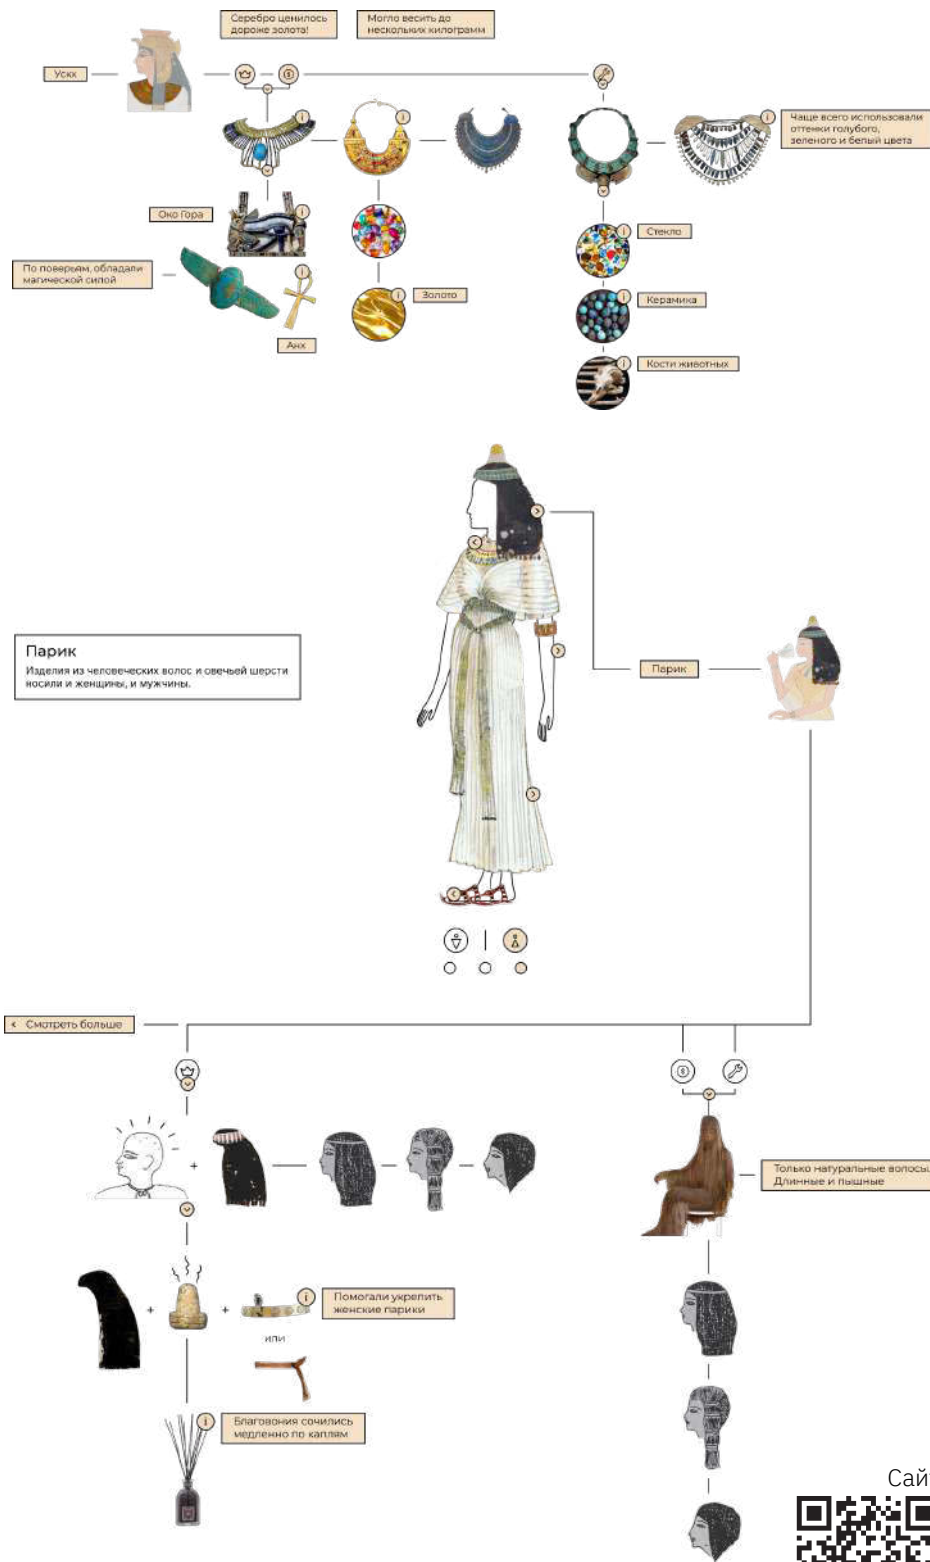 Серебро ценилось
дороже золота!
Могло весить до
нескольких килограмм
Усех
Чаще всего использовали
оттенки голубого,
зеленого и белый цвета
Око Гора
Стекло
По поверьям, обладали
магической силой
Золото
Керамика
Анх
Кости животных
Парик
Изделия из человеческих волос и овечьей шерсти
носили и женщины, и мужчины.
Парик
Смотреть больше
Только натуральные волосы.
Длинные и пышные
Помогали укрепить
женские парики
или
Благовония сочились
медленно по каплям
Сайт